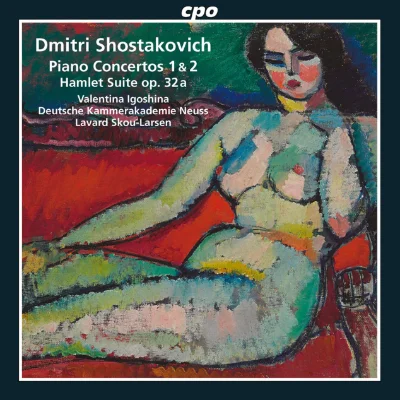 cpo
Dmitri Shostakovich
Piano Concertos 1 & 2
Hamlet Suite op. 32a
Valentina Igoshina
Deutsche Kammerakademie Neuss
Lavard Skou-Larsen